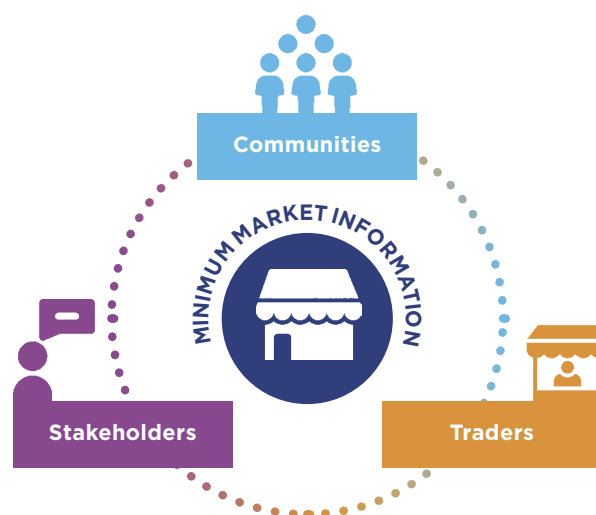 Communities
MINIMUM MARKET INFORMATION
Stakeholders
Traders